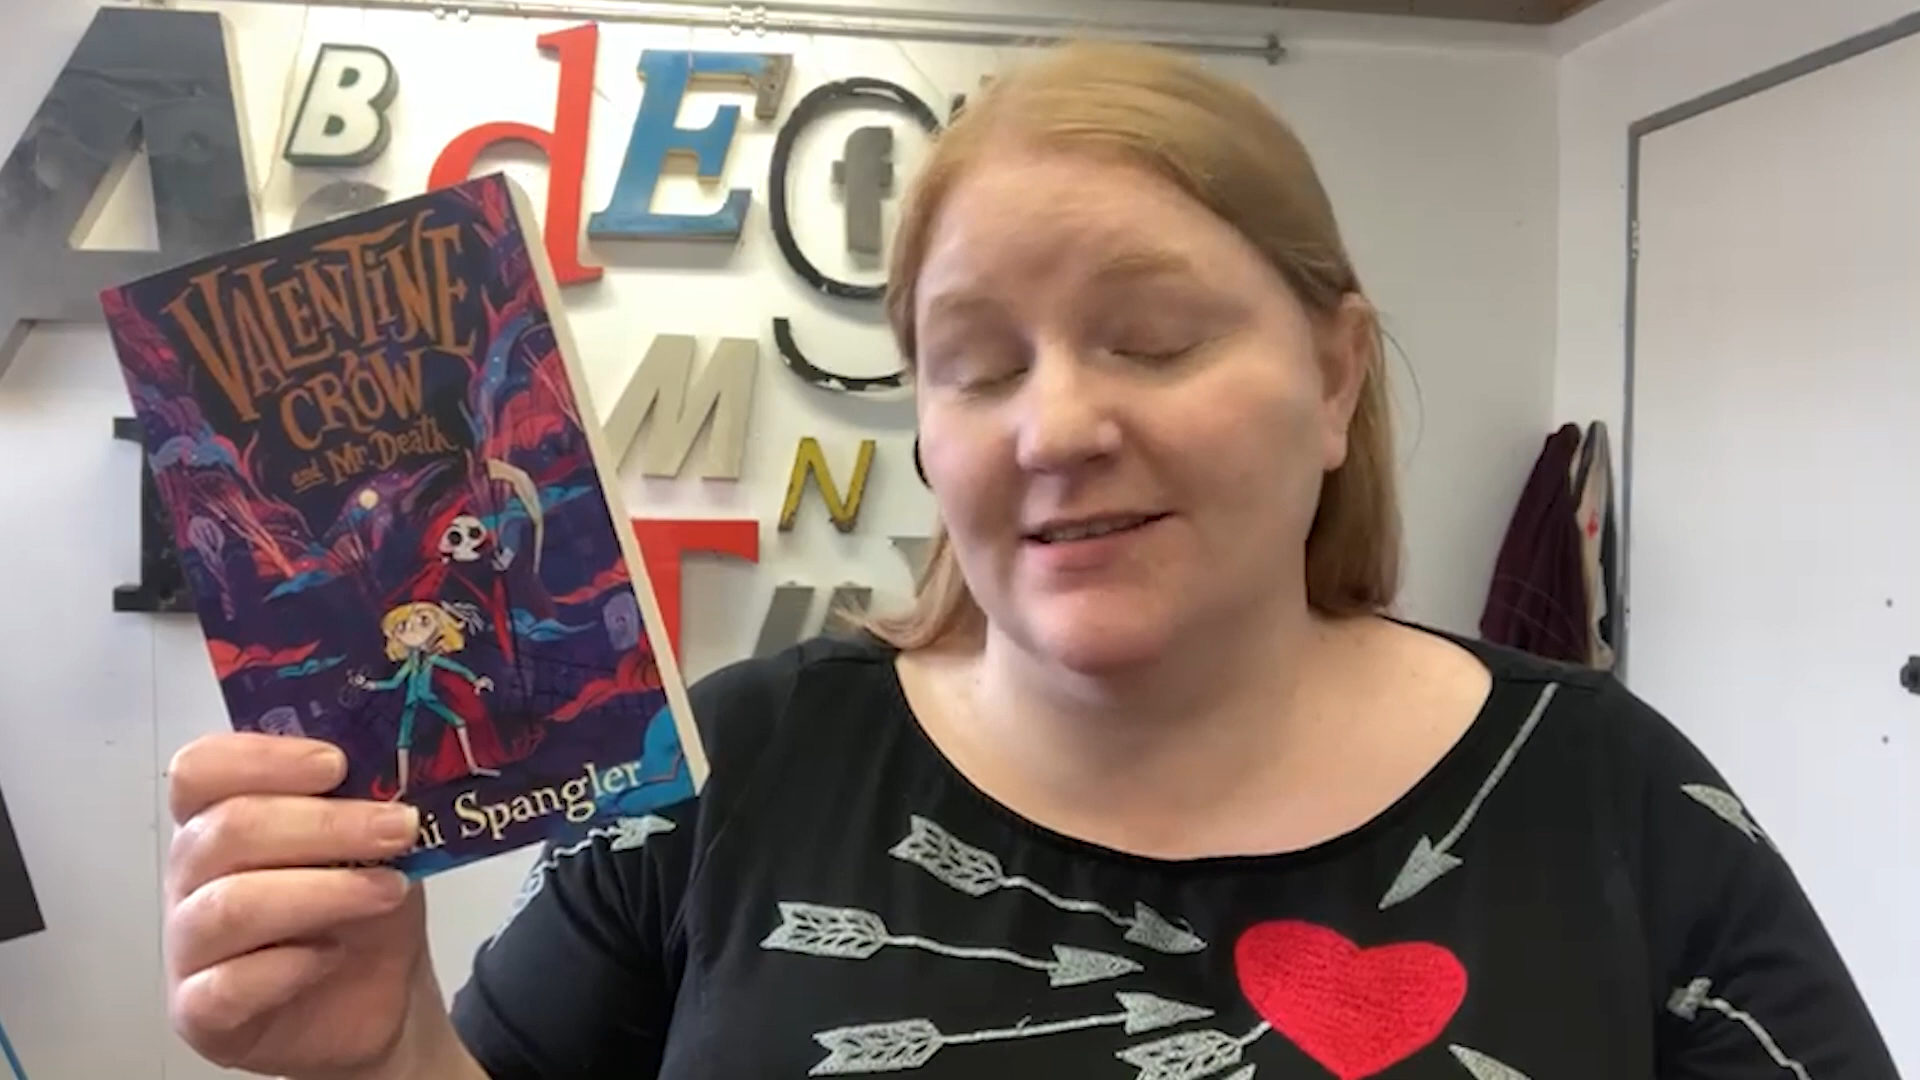 A
B
d
E
g
f
M
N
T
VALENTINE
CROW
and Mr. Death
Spangler